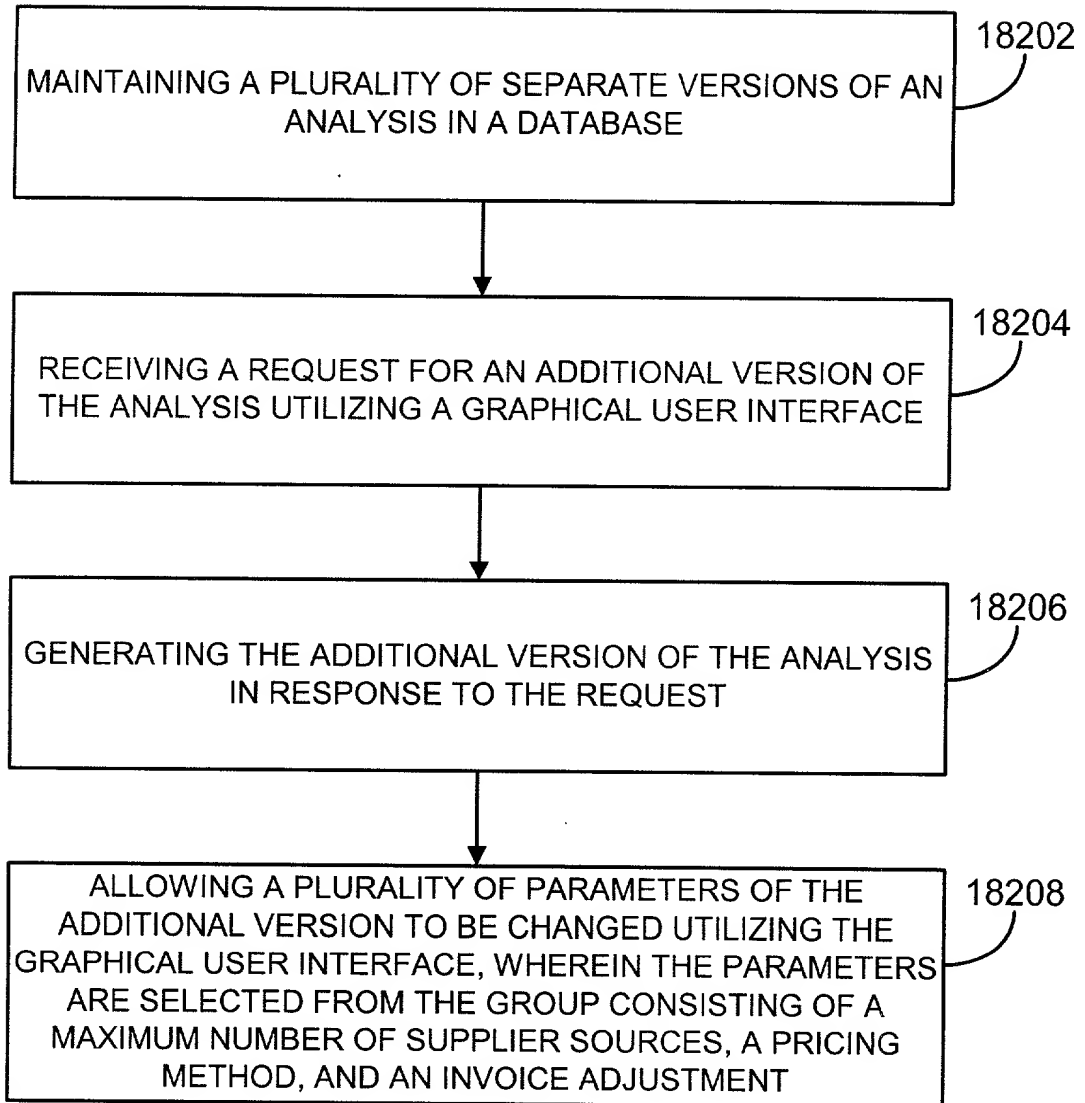 18202
MAINTAINING A PLURALITY OF SEPARATE VERSIONS OF AN
ANALYSIS IN A DATABASE
18204
RECEIVING A REQUEST FOR AN ADDITIONAL VERSION OF
THE ANALYSIS UTILIZING A GRAPHICAL USER INTERFACE
18206
GENERATING THE ADDITIONAL VERSION OF THE ANALYSIS
IN RESPONSE TO THE REQUEST
18208
ALLOWING A PLURALITY OF PARAMETERS OF THE
ADDITIONAL VERSION TO BE CHANGED UTILIZING THE
GRAPHICAL USER INTERFACE, WHEREIN THE PARAMETERS
ARE SELECTED FROM THE GROUP CONSISTING OF A
MAXIMUM NUMBER OF SUPPLIER SOURCES, A PRICING
METHOD, AND AN INVOICE ADJUSTMENT